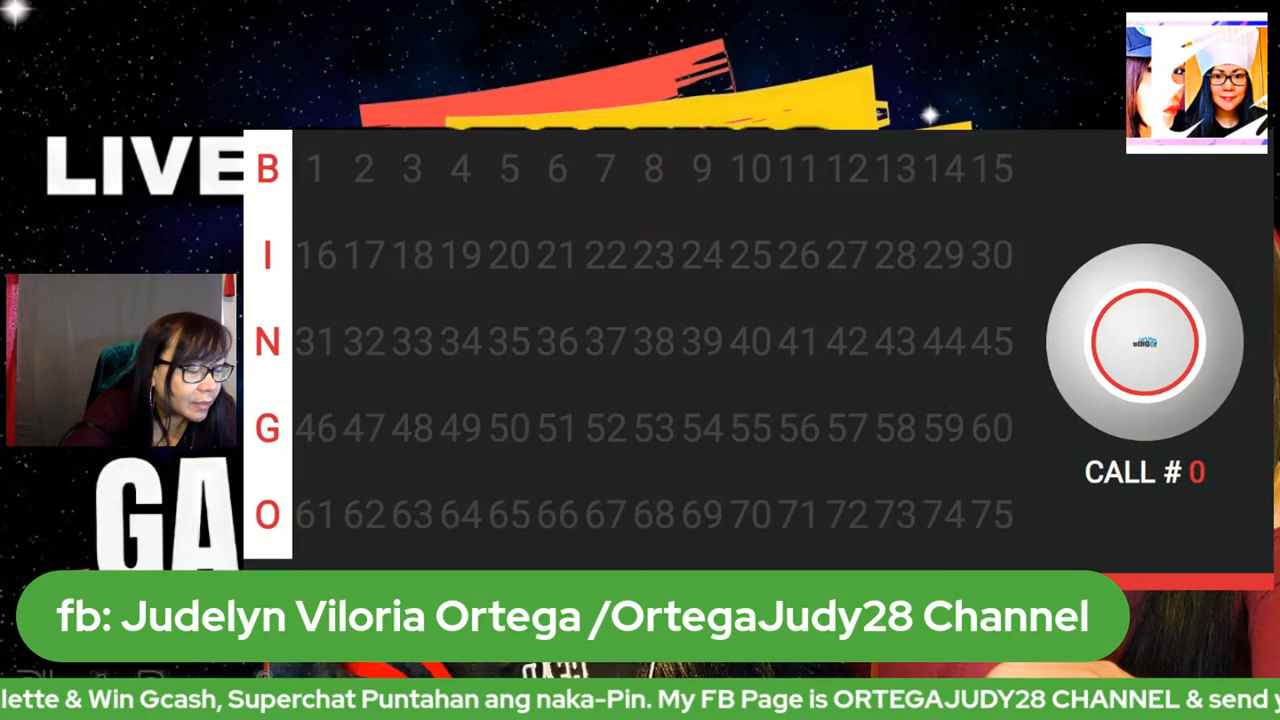 LIVE
B 1 2 3 4 5 6 7 8 9 10 11 12 13 14 15
I 16 17 18 19 20 21 22 23 24 25 26 27 28 29 30
N 31 32 33 34 35 36 37 38 39 40 41 42 43 44 45
G 46 47 48 49 50 51 52 53 54 55 56 57 58 59 60
O 61 62 63 64 65 66 67 68 69 70 71 72 73 74 75
CALL # 0
GA
fb: Judelyn Viloria Ortega /OrtegaJudy28 Channel
lette & Win Gcash, Superchat Puntahan ang naka-Pin. My FB Page is ORTEGAJUDY28 CHANNEL & send y